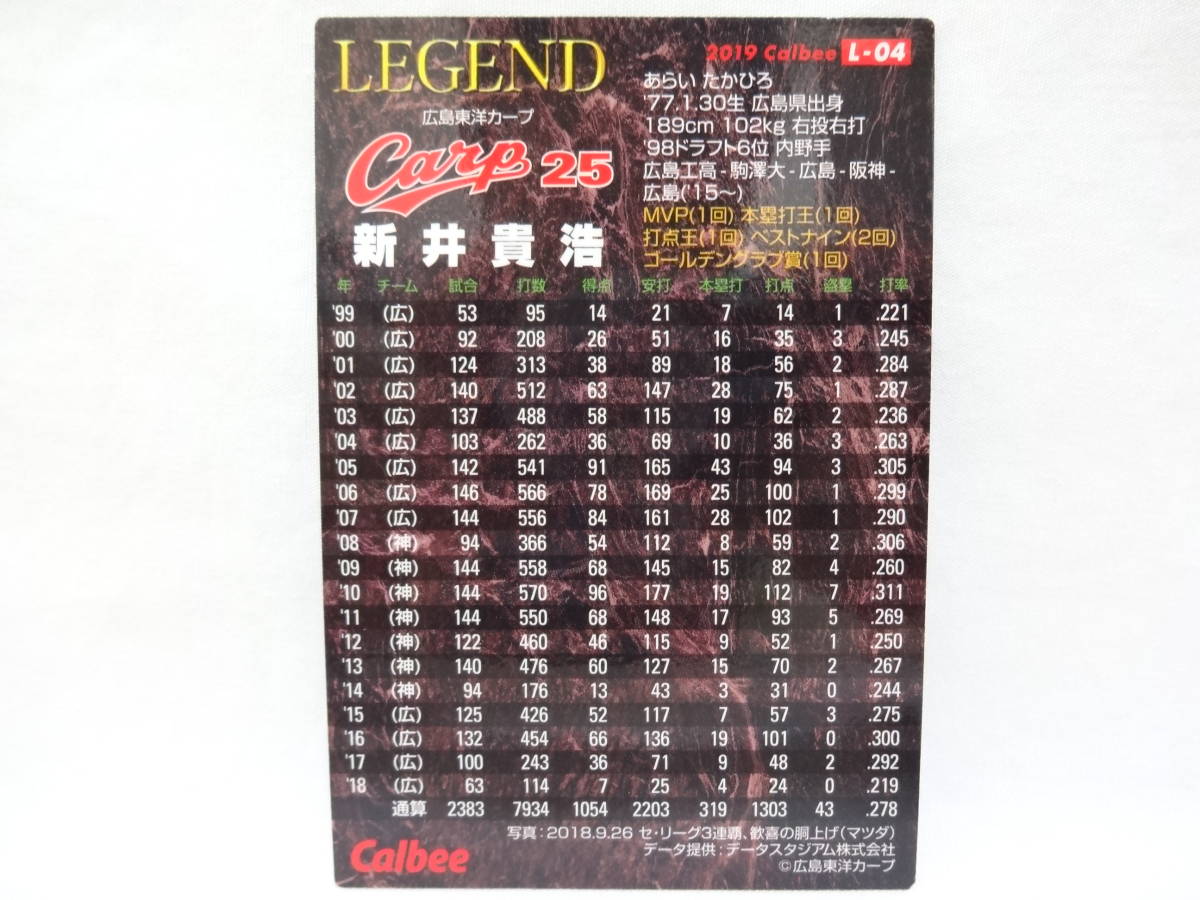 LEGEND
2019 Calbee L-04
広島東洋カープ
Carp 25
新井貴浩
あらい たかひろ
'77.1.30生 広島県出身
189cm 102kg 右投右打
'98ドラフト6位 内野手
広島工高-駒澤大-広島-阪神-
広島('15〜)
MVP(1回) 本塁打王(1回)
打点王(1回) ベストナイン(2回)
ゴールデングラブ賞(1回)
年 チーム 試合 打数 得点 安打 本塁打 打点 盗塁 打率
'99 (広) 53 95 14 21 7 14 1 .221
'00 (広) 92 208 26 51 16 35 3 .245
'01 (広) 124 313 38 89 18 56 2 .284
'02 (広) 140 512 63 147 28 75 1 .287
'03 (広) 137 488 58 115 19 62 2 .236
'04 (広) 103 262 36 69 10 36 3 .263
'05 (広) 142 541 91 165 43 94 3 .305
'06 (広) 146 566 78 169 25 100 1 .299
'07 (広) 144 556 84 161 28 102 1 .290
'08 (神) 94 366 54 112 8 59 2 .306
'09 (神) 144 558 68 145 15 82 4 .260
'10 (神) 144 570 96 177 19 112 7 .311
'11 (神) 144 550 68 148 17 93 5 .269
'12 (神) 122 460 46 115 9 52 1 .250
'13 (神) 140 476 60 127 15 70 2 .267
'14 (神) 94 176 13 43 3 31 0 .244
'15 (広) 125 426 52 117 7 57 3 .275
'16 (広) 132 454 66 136 19 101 0 .300
'17 (広) 100 243 36 71 9 48 2 .292
'18 (広) 63 114 7 25 4 24 0 .219
通算 2383 7934 1054 2203 319 1303 43 .278
写真:2018.9.26 セ・リーグ3連覇、歓喜の胴上げ(マツダ)
データ提供:データスタジアム株式会社
©広島東洋カープ
Calbee